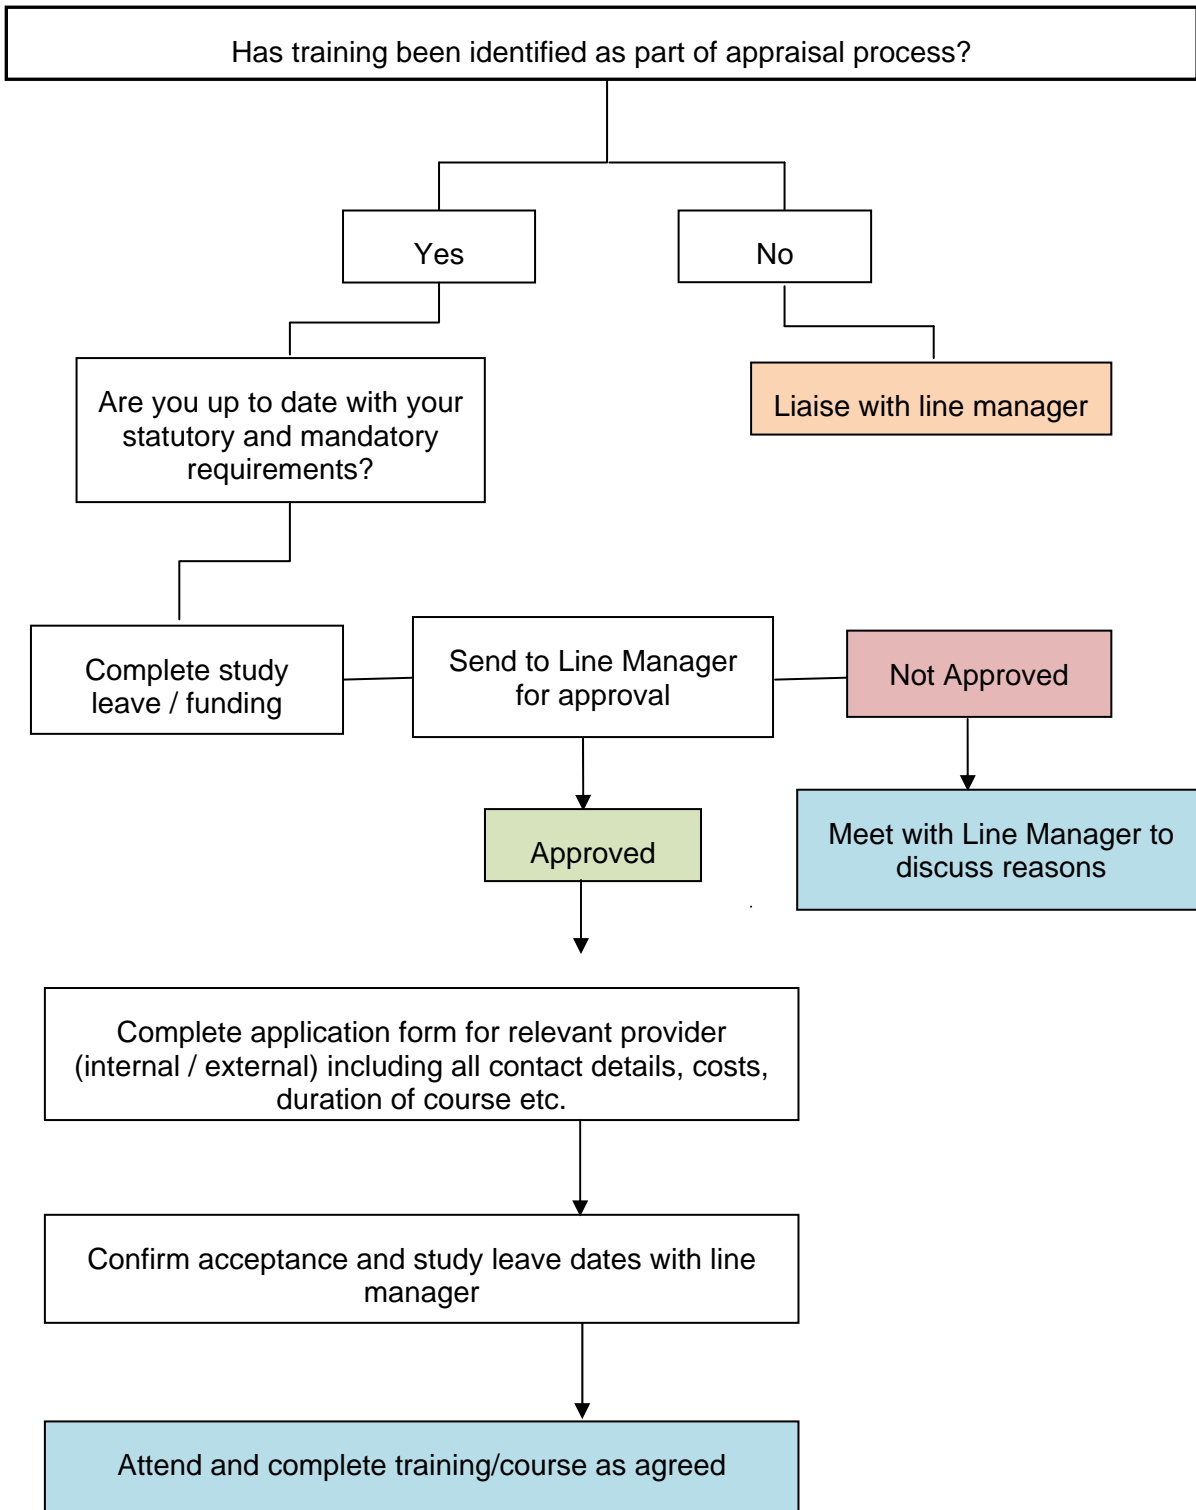 Has training been identified as part of appraisal process?
Yes
No
Are you up to date with your
statutory and mandatory
requirements?
Liaise with line manager
Complete study
leave / funding
Send to Line Manager
for approval
Not Approved
Approved
Meet with Line Manager to
discuss reasons
Complete application form for relevant provider
(internal / external) including all contact details, costs,
duration of course etc.
Confirm acceptance and study leave dates with line
manager
Attend and complete training/course as agreed